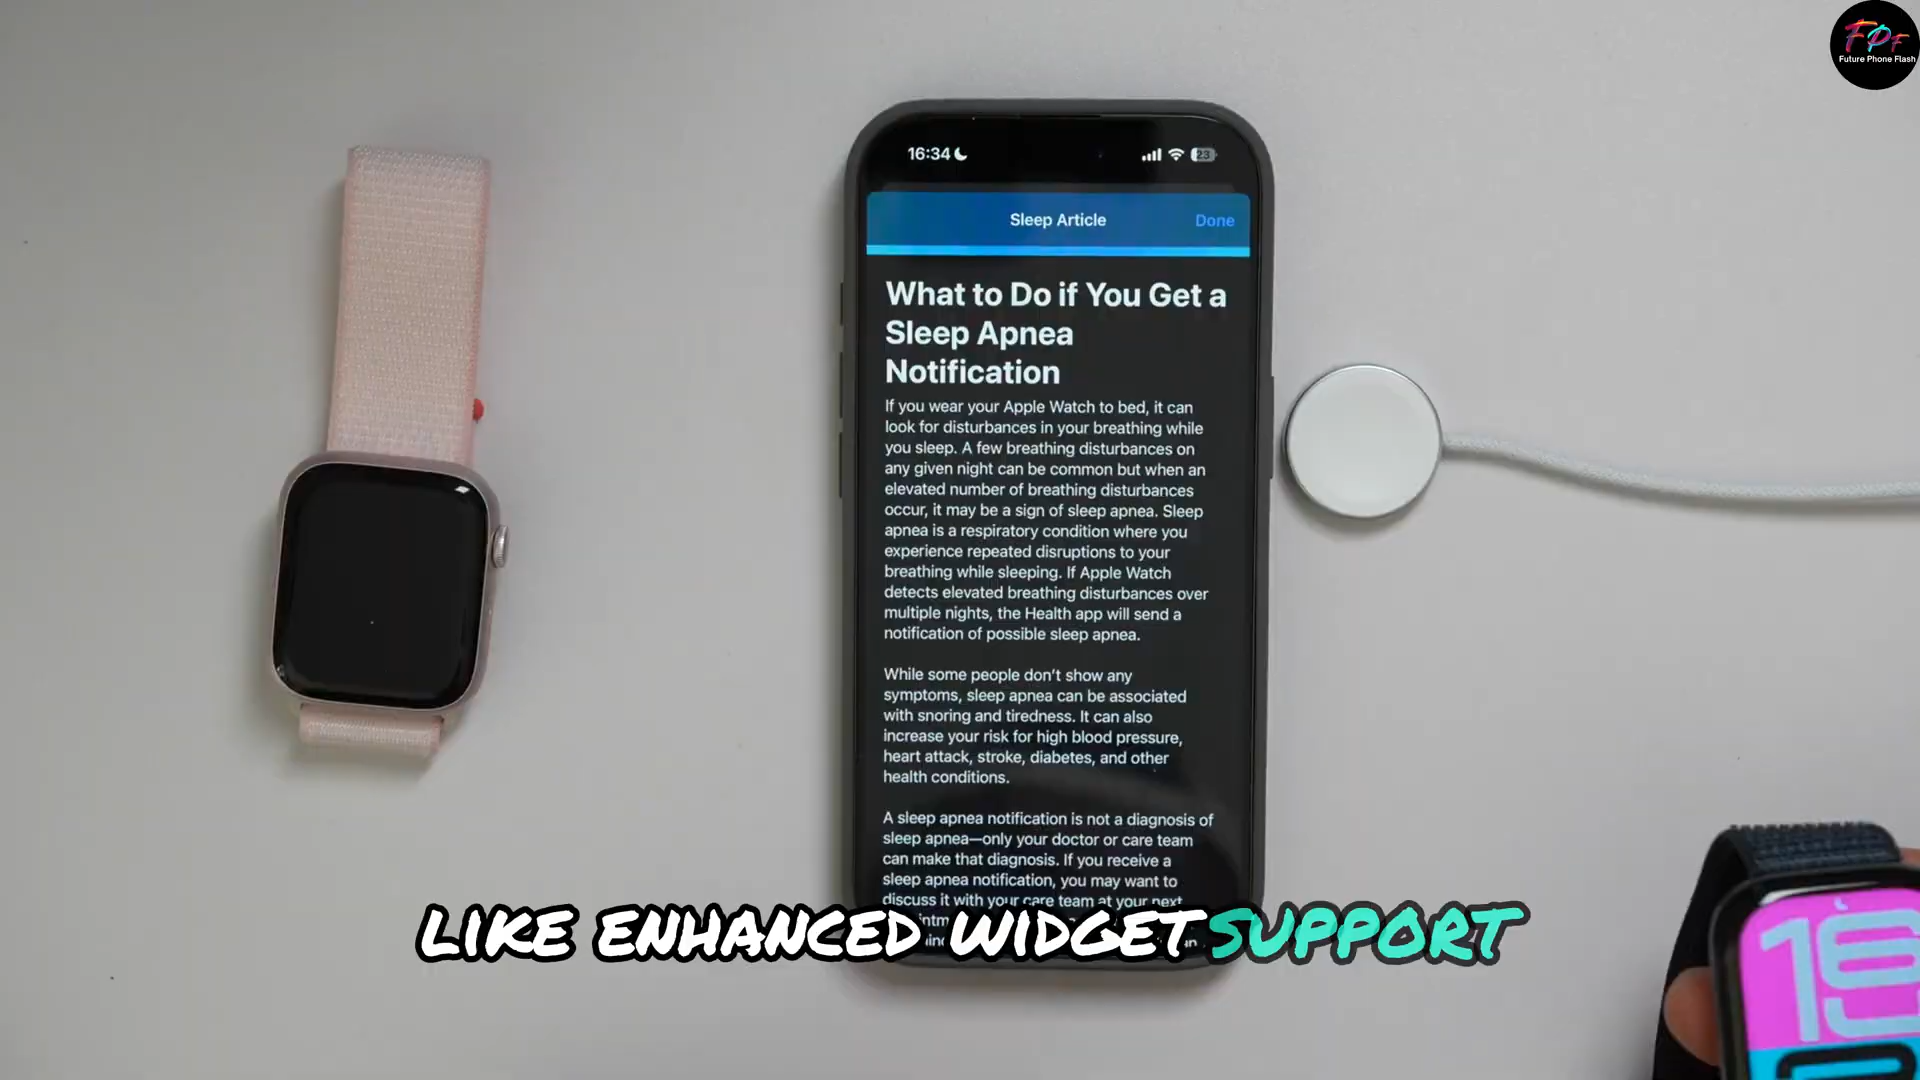 FPF
Future Phone Flash
16:34
23
Sleep Article
Done
What to Do if You Get a
Sleep Apnea
Notification
If you wear your Apple Watch to bed, it can
look for disturbances in your breathing while
you sleep. A few breathing disturbances on
any given night can be common but when an
elevated number of breathing disturbances
occur, it may be a sign of sleep apnea. Sleep
apnea is a respiratory condition where you
experience repeated disruptions to your
breathing while sleeping. If Apple Watch
detects elevated breathing disturbances over
multiple nights, the Health app will send a
notification of possible sleep apnea.
While some people don't show any
symptoms, sleep apnea can be associated
with snoring and tiredness. It can also
increase your risk for high blood pressure,
heart attack, stroke, diabetes, and other
health conditions.
A sleep apnea notification is not a diagnosis of
sleep apnea—only your doctor or care team
can make that diagnosis. If you receive a
sleep apnea notification, you may want to
discuss it with your care team at your next
LIKE ENHANCED WIDGET SUPPORT